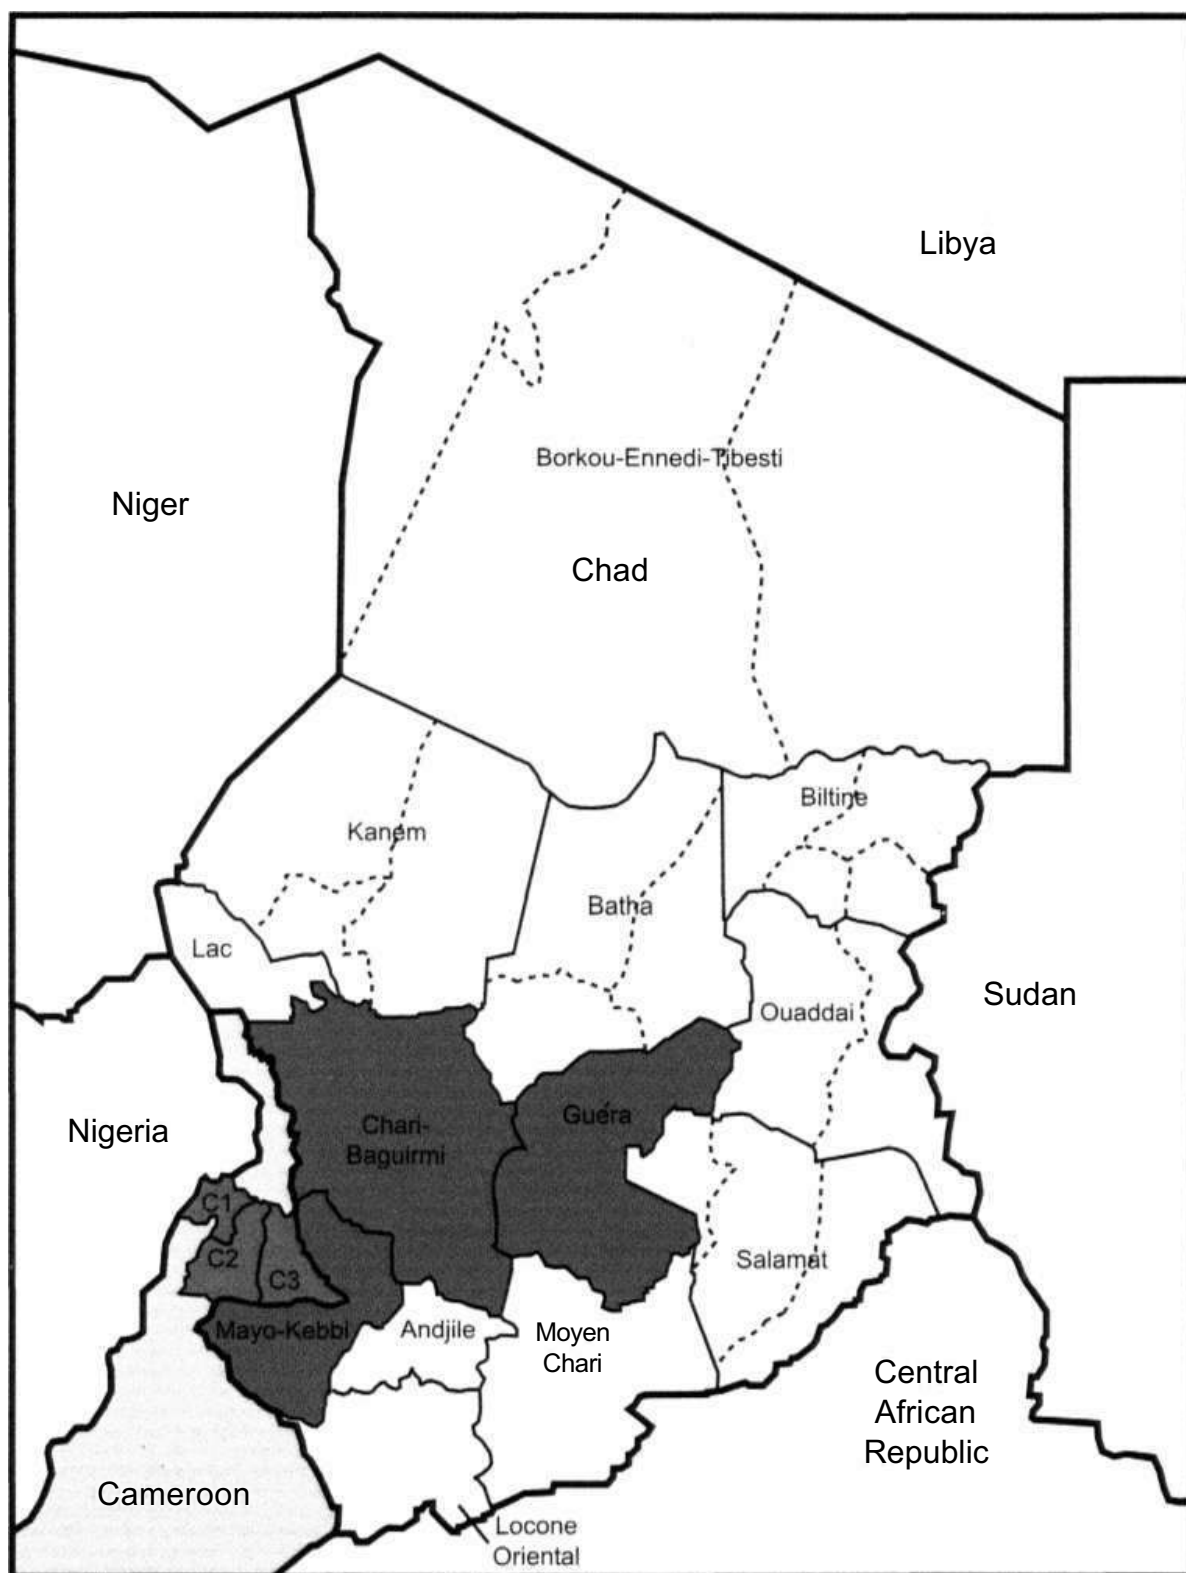 Libya
Borkou-Ennedi-Tibesti
Niger
Chad
Biltine
Kanem
Batha
Lac
Sudan
Ouaddai
Guéra
Nigeria
Chari-
Baguirmi
C1
C2
C3
Salamat
Mayo-Kebbi
Andjile
Moyen
Chari
Central
African
Republic
Cameroon
Locone
Oriental